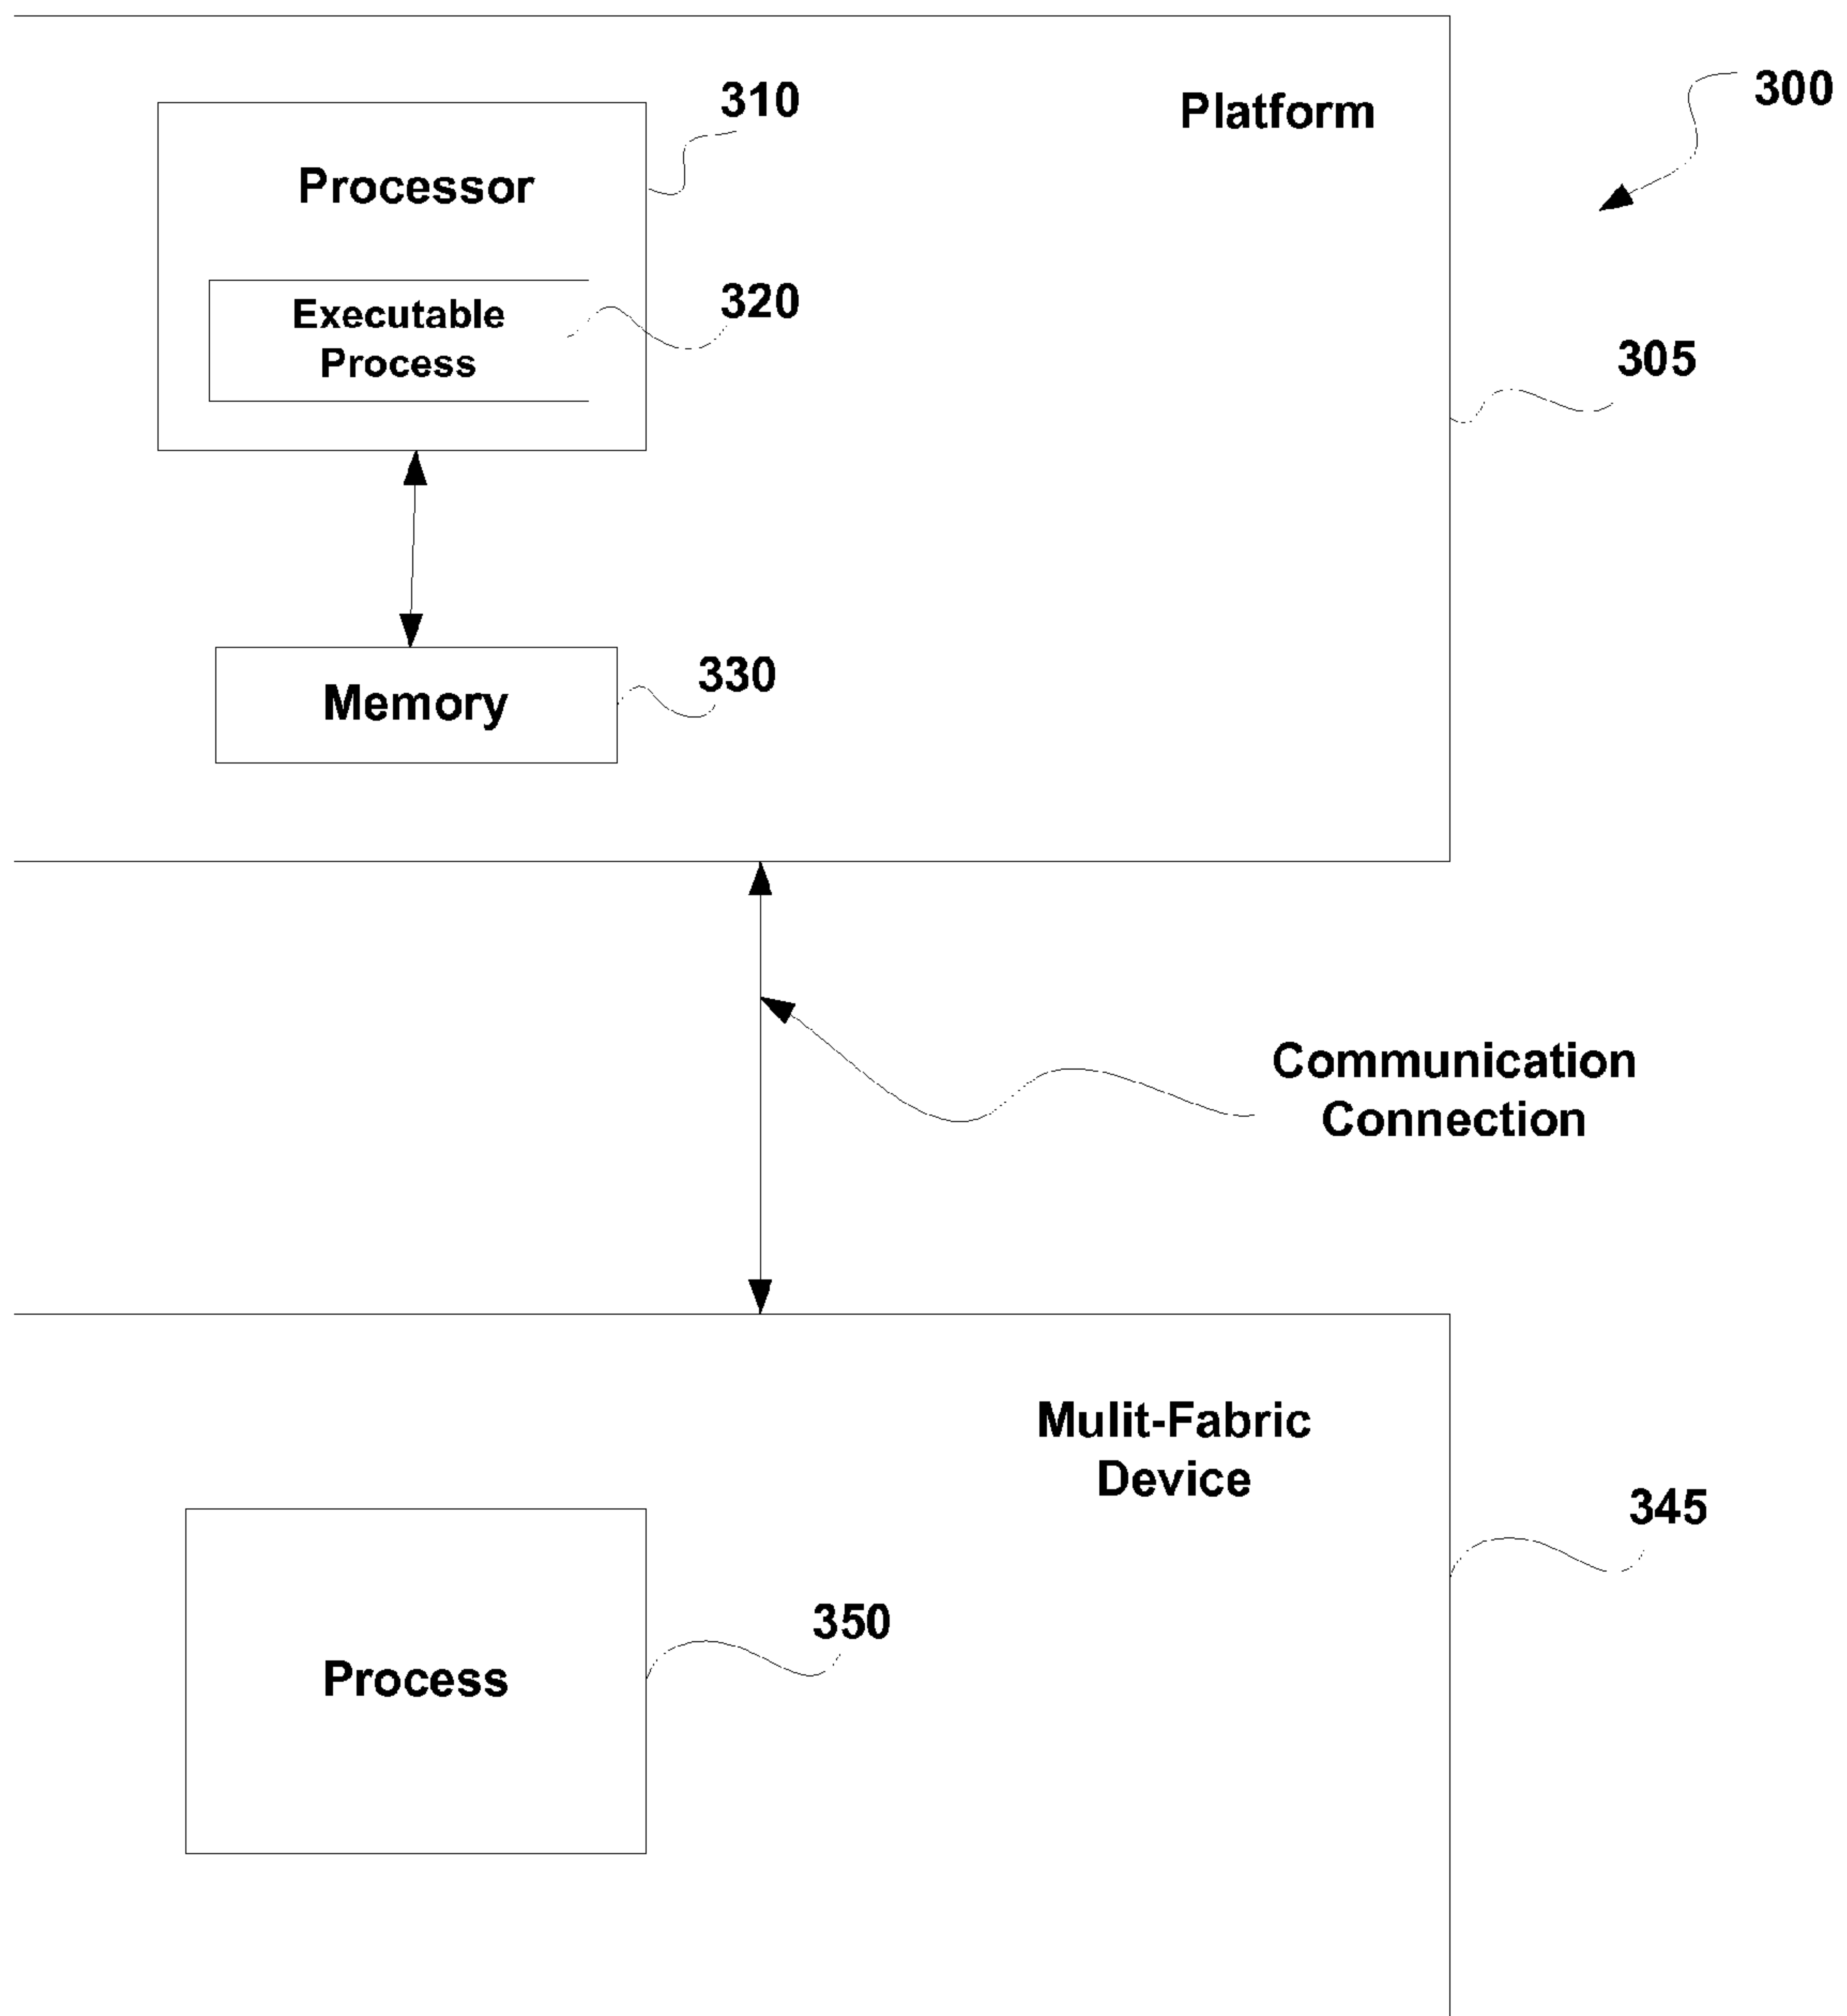 Platform
300
310
Processor
320
Executable
Process
305
330
Memory
Communication
Connection
Mulit-Fabric
Device
345
350
Process